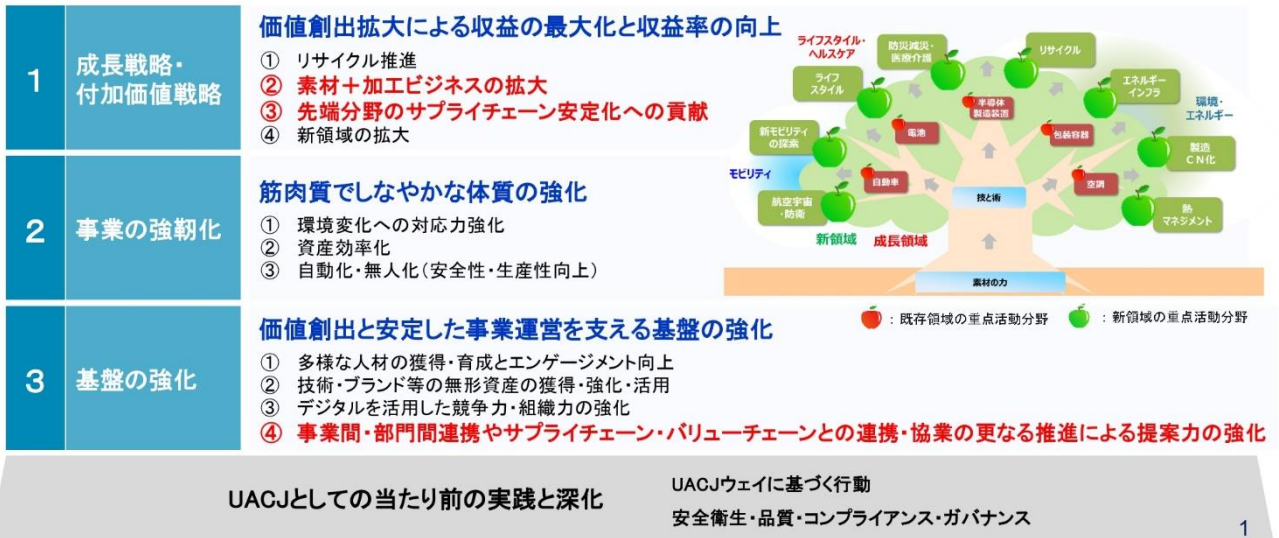 1
成長戦略・
付加価値戦略
価値創出拡大による収益の最大化と収益率の向上
① リサイクル推進
② 素材＋加工ビジネスの拡大
③ 先端分野のサプライチェーン安定化への貢献
④ 新領域の拡大
2
事業の強靭化
筋肉質でしなやかな体質の強化
① 環境変化への対応力強化
② 資産効率化
③ 自動化・無人化（安全性・生産性向上）
ライフスタイル・
ヘルスケア
防災減災・
医療介護
リサイクル
ライフ
スタイル
エネルギー
インフラ
環境・
エネルギー
半導体
製造装置
新モビリティ
の探索
電池
包装容器
製造
CN化
モビリティ
自動車
空調
航空宇宙
・防衛
技と術
熱
マネジメント
新領域
成長領域
素材の力
：既存領域の重点活動分野
：新領域の重点活動分野
3
基盤の強化
価値創出と安定した事業運営を支える基盤の強化
① 多様な人材の獲得・育成とエンゲージメント向上
② 技術・ブランド等の無形資産の獲得・強化・活用
③ デジタルを活用した競争力・組織力の強化
④ 事業間・部門間連携やサプライチェーン・バリューチェーンとの連携・協業の更なる推進による提案力の強化
UACJとしての当たり前の実践と深化
UACJウェイに基づく行動
安全衛生・品質・コンプライアンス・ガバナンス
1